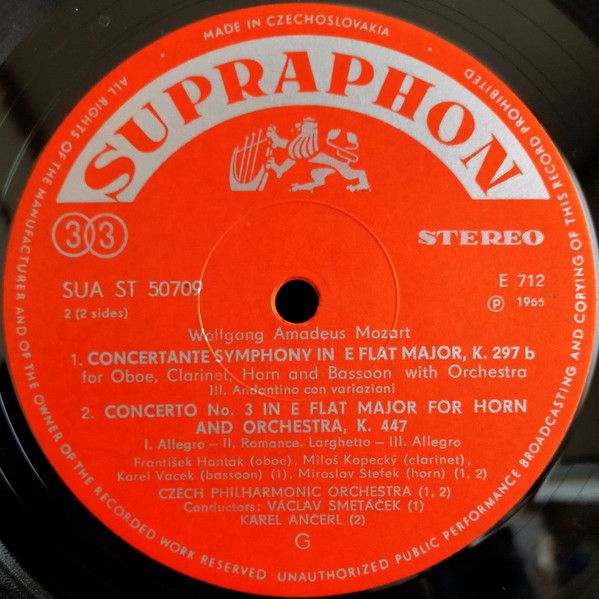 MADE IN CZECHOSLOVAKIA
ALL RIGHTS OF THE MANUFACTURER AND OF THE OWNER OF THE RECORDED WORK RESERVED · UNAUTHORIZED PUBLIC PERFORMANCE BROADCASTING AND COPYING OF THIS RECORD PROHIBITED
SUPRAPHON
33
STEREO
SUA ST 50709
E 712
2 (2 sides)
Ⓟ 1966
Wolfgang Amadeus Mozart
1. CONCERTANTE SYMPHONY IN E FLAT MAJOR, K. 297 b
for Oboe, Clarinet, Horn and Bassoon with Orchestra
III. Andantino con variazioni
2. CONCERTO No. 3 IN E FLAT MAJOR FOR HORN
AND ORCHESTRA, K. 447
I. Allegro – II. Romance. Larghetto – III. Allegro
František Hanták (oboe), Miloš Kopecký (clarinet),
Karel Vacek (bassoon) (1), Miroslav Štefek (horn) (1, 2)
CZECH PHILHARMONIC ORCHESTRA (1, 2)
Conductors: VÁCLAV SMETÁČEK (1)
KAREL ANČERL (2)
G